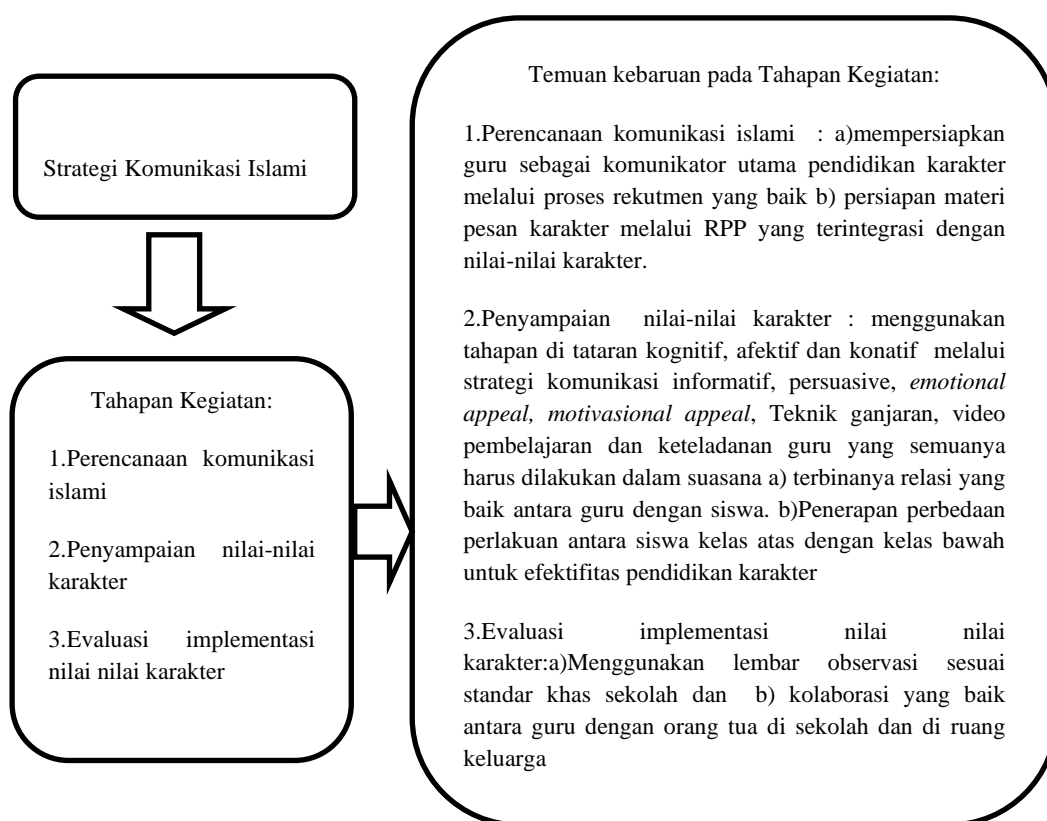 Strategi Komunikasi Islami
Tahapan Kegiatan:
1.Perencanaan komunikasi
islami
2.Penyampaian nilai-nilai
karakter
3.Evaluasi implementasi
nilai nilai karakter
Temuan kebaruan pada Tahapan Kegiatan:
1.Perencanaan komunikasi islami : a)mempersiapkan
guru sebagai komunikator utama pendidikan karakter
melalui proses rekutmen yang baik b) persiapan materi
pesan karakter melalui RPP yang terintegrasi dengan
nilai-nilai karakter.
2.Penyampaian nilai-nilai karakter : menggunakan
tahapan di tataran kognitif, afektif dan konatif melalui
strategi komunikasi informatif, persuasive, emotional
appeal, motivasional appeal, Teknik ganjaran, video
pembelajaran dan keteladanan guru yang semuanya
harus dilakukan dalam suasana a) terbinanya relasi yang
baik antara guru dengan siswa. b)Penerapan perbedaan
perlakuan antara siswa kelas atas dengan kelas bawah
untuk efektifitas pendidikan karakter
3.Evaluasi implementasi nilai nilai
karakter:a)Menggunakan lembar observasi sesuai
standar khas sekolah dan b) kolaborasi yang baik
antara guru dengan orang tua di sekolah dan di ruang
keluarga